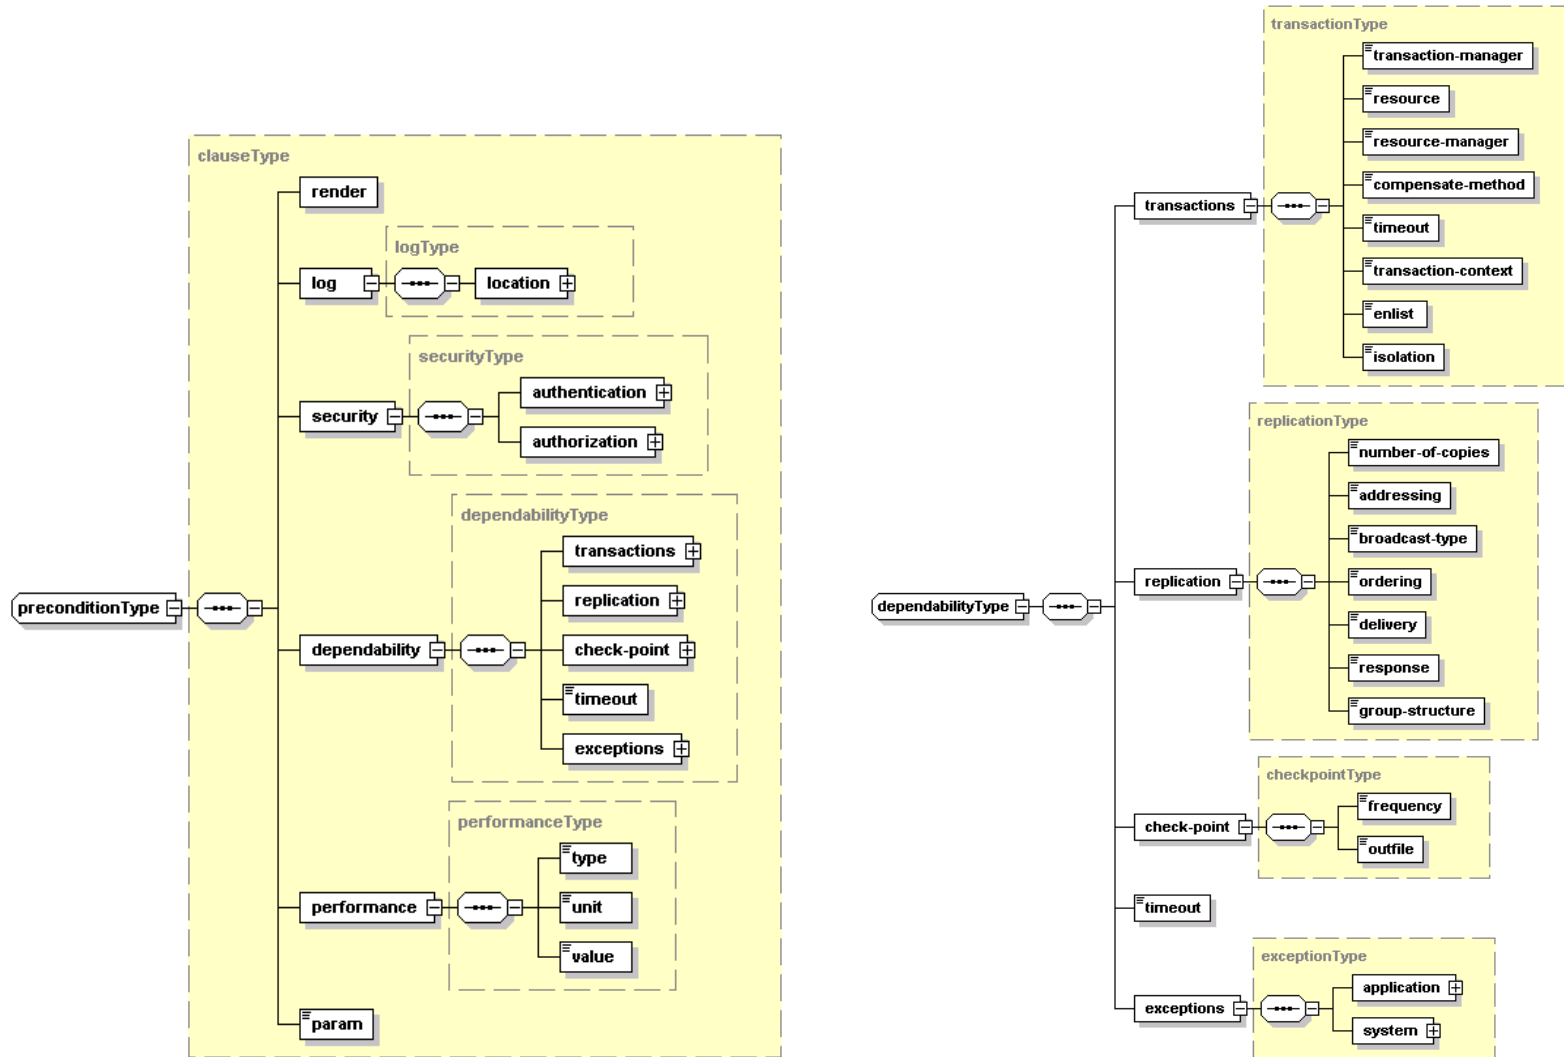 clauseType
render
logType
log
location
securityType
authentication
security
authorization
dependabilityType
transactions
replication
preconditionType
dependability
check-point
timeout
exceptions
performanceType
type
performance
unit
value
param
transactionType
transaction-manager
resource
resource-manager
compensate-method
transactions
timeout
transaction-context
enlist
isolation
replicationType
number-of-copies
addressing
broadcast-type
replication
ordering
dependabilityType
delivery
response
group-structure
checkpointType
frequency
check-point
outfile
timeout
exceptionType
application
exceptions
system